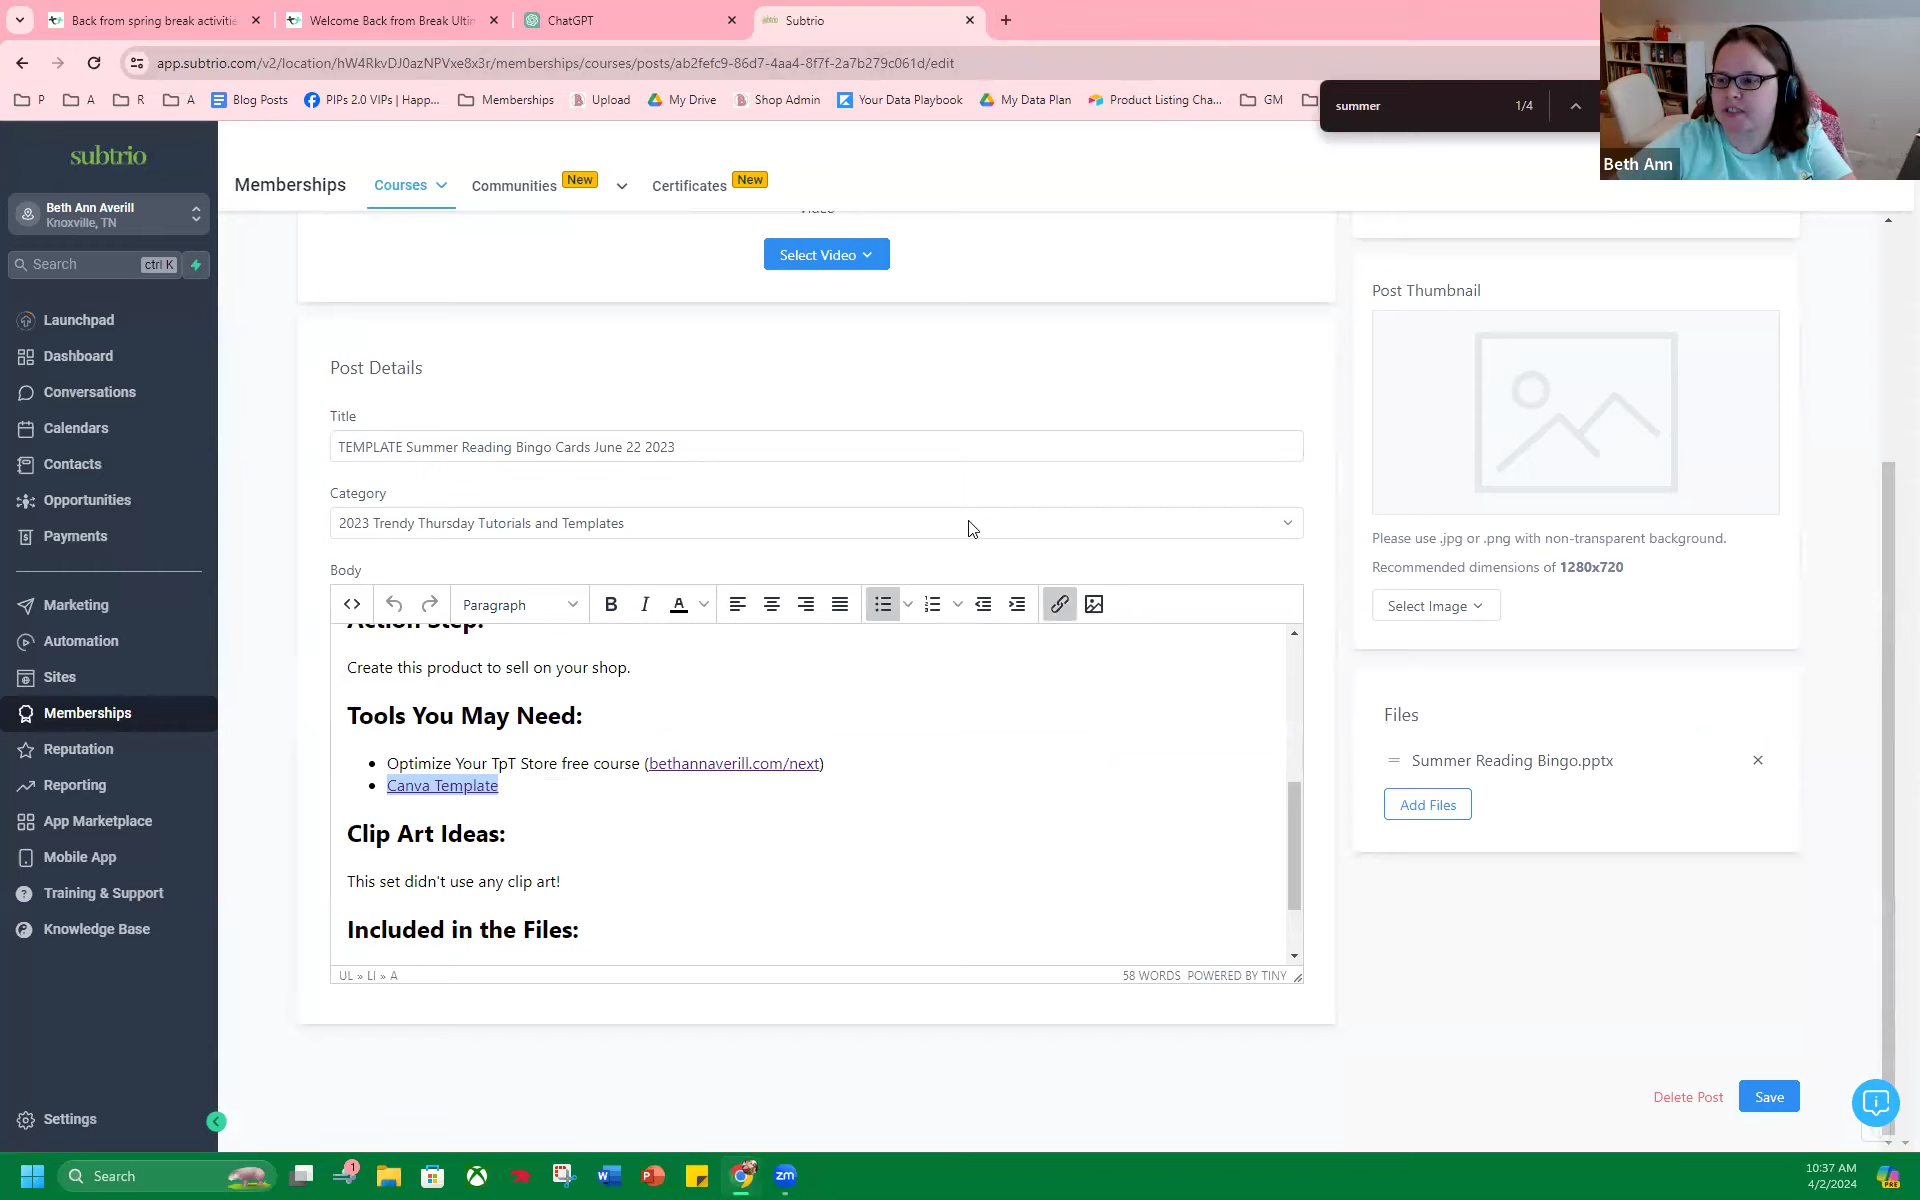 Back from spring break activitie
Welcome Back from Break Ultin
ChatGPT
Subtrio
app.subtrio.com/v2/location/hW4RkvDJ0azNPVxe8x3r/memberships/courses/posts/ab2fefc9-86d7-4aa4-8f7f-2a7b279c061d/edit
P
A
R
A
Blog Posts
PIPs 2.0 VIPs | Happ...
Memberships
Upload
My Drive
Shop Admin
Your Data Playbook
My Data Plan
Product Listing Cha...
GM
summer 1/4
Beth Ann
subtrio
Beth Ann Averill
Knoxville, TN
Search ctrl K
Launchpad
Dashboard
Conversations
Calendars
Contacts
Opportunities
Payments
Marketing
Automation
Sites
Memberships
Reputation
Reporting
App Marketplace
Mobile App
Training & Support
Knowledge Base
Settings
Memberships
Courses
Communities New
Certificates New
Video
Select Video
Post Details
Title
TEMPLATE Summer Reading Bingo Cards June 22 2023
Category
2023 Trendy Thursday Tutorials and Templates
Body
Paragraph
B I A
Action Step:
Create this product to sell on your shop.
Tools You May Need:
Optimize Your TpT Store free course (bethannaverill.com/next)
Canva Template
Clip Art Ideas:
This set didn't use any clip art!
Included in the Files:
UL » LI » A
58 WORDS POWERED BY TINY
Post Thumbnail
Please use .jpg or .png with non-transparent background.
Recommended dimensions of 1280x720
Select Image
Files
Summer Reading Bingo.pptx
Add Files
Delete Post
Save
Search
1
zm
10:37 AM
4/2/2024
PRE